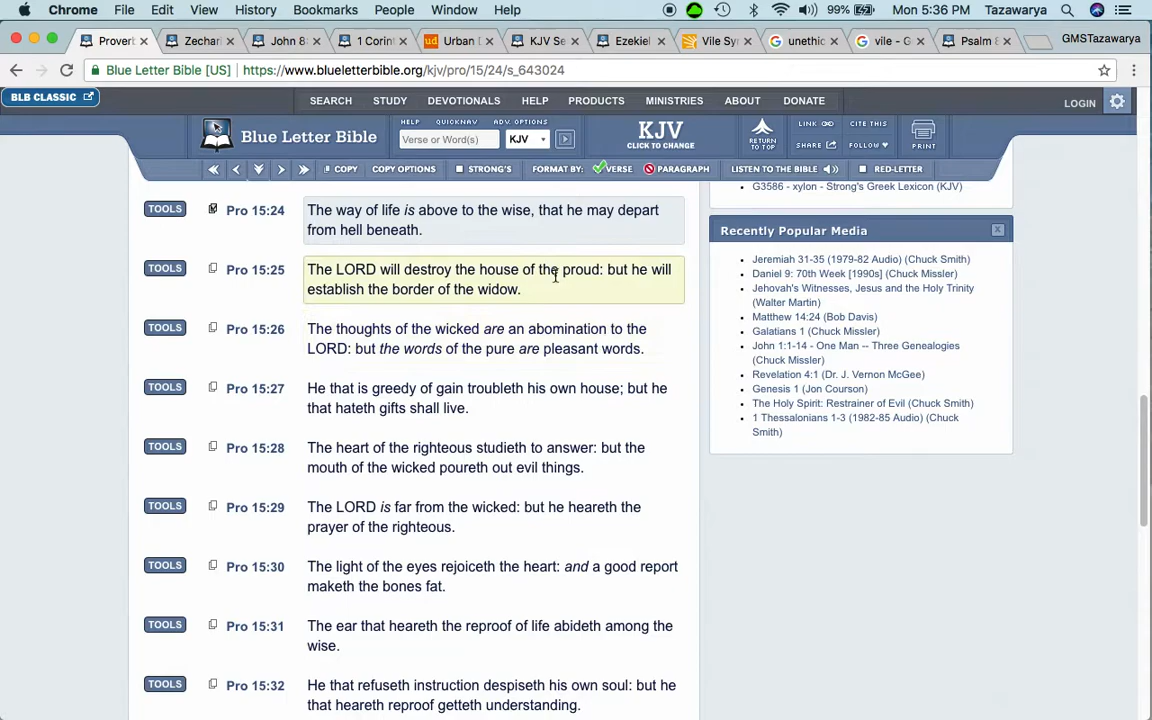 Chrome File Edit View History Bookmarks People Window Help 99% Mon 5:36 PM Tazawarya
Proverb Zechari John 8: 1 Corint Urban D KJV Se Ezekiel Vile Sy unethic vile - G Psalm 8 GMSTazawarya
Blue Letter Bible [US] https://www.blueletterbible.org/kjv/pro/15/24/s_643024
BLB CLASSIC
SEARCH STUDY DEVOTIONALS HELP PRODUCTS MINISTRIES ABOUT DONATE LOGIN
HELP QUICKNAV ADV. OPTIONS
Blue Letter Bible Verse or Word(s) KJV
KJV
CLICK TO CHANGE
RETURN TO TOP
LINK CITE THIS
SHARE FOLLOW PRINT
COPY COPY OPTIONS STRONG'S FORMAT BY: VERSE PARAGRAPH LISTEN TO THE BIBLE RED-LETTER
TOOLS Pro 15:24 The way of life is above to the wise, that he may depart
from hell beneath.
TOOLS Pro 15:25 The LORD will destroy the house of the proud: but he will
establish the border of the widow.
TOOLS Pro 15:26 The thoughts of the wicked are an abomination to the
LORD: but the words of the pure are pleasant words.
TOOLS Pro 15:27 He that is greedy of gain troubleth his own house; but he
that hateth gifts shall live.
TOOLS Pro 15:28 The heart of the righteous studieth to answer: but the
mouth of the wicked poureth out evil things.
TOOLS Pro 15:29 The LORD is far from the wicked: but he heareth the
prayer of the righteous.
TOOLS Pro 15:30 The light of the eyes rejoiceth the heart: and a good report
maketh the bones fat.
TOOLS Pro 15:31 The ear that heareth the reproof of life abideth among the
wise.
TOOLS Pro 15:32 He that refuseth instruction despiseth his own soul: but he
that heareth reproof getteth understanding.
G3586 - xylon - Strong's Greek Lexicon (KJV)
Recently Popular Media
Jeremiah 31-35 (1979-82 Audio) (Chuck Smith)
Daniel 9: 70th Week [1990s] (Chuck Missler)
Jehovah's Witnesses, Jesus and the Holy Trinity
(Walter Martin)
Matthew 14:24 (Bob Davis)
Galatians 1 (Chuck Missler)
John 1:1-14 - One Man -- Three Genealogies
(Chuck Missler)
Revelation 4:1 (Dr. J. Vernon McGee)
Genesis 1 (Jon Courson)
The Holy Spirit: Restrainer of Evil (Chuck Smith)
1 Thessalonians 1-3 (1982-85 Audio) (Chuck
Smith)